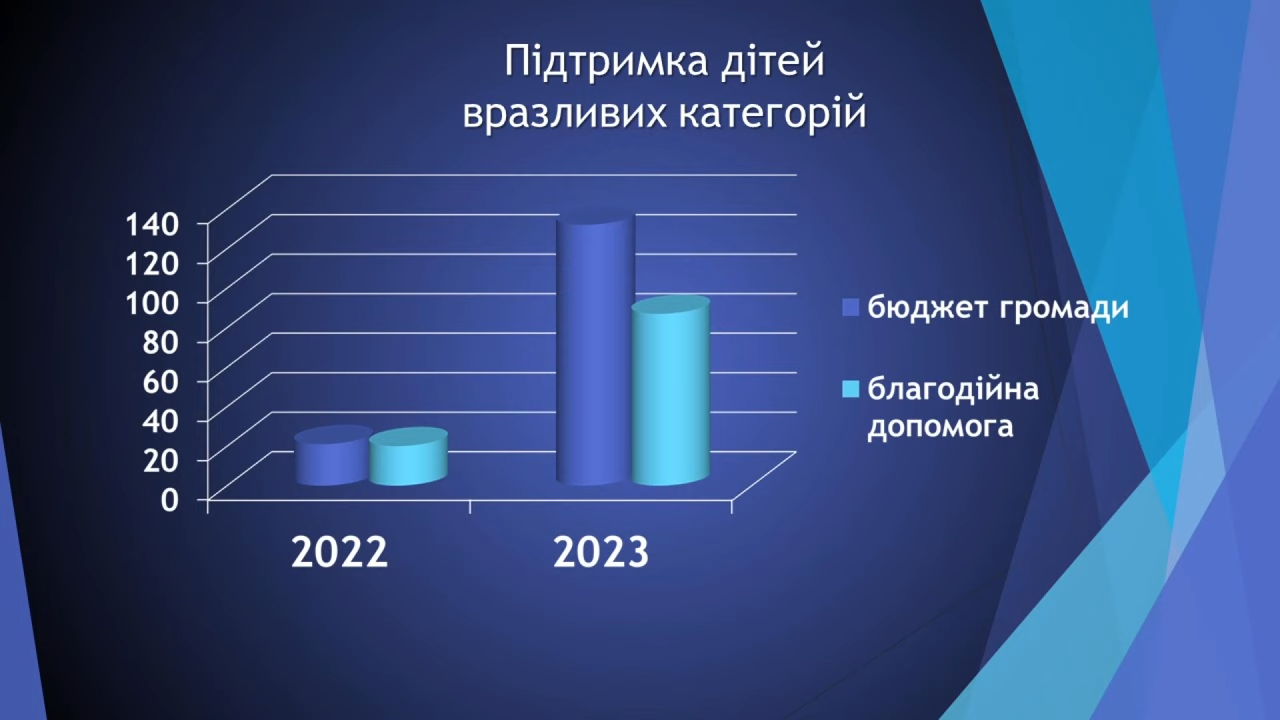 Підтримка дітей
вразливих категорій
140
120
100
80
60
40
20
0
2022
2023
бюджет громади
благодійна
допомога